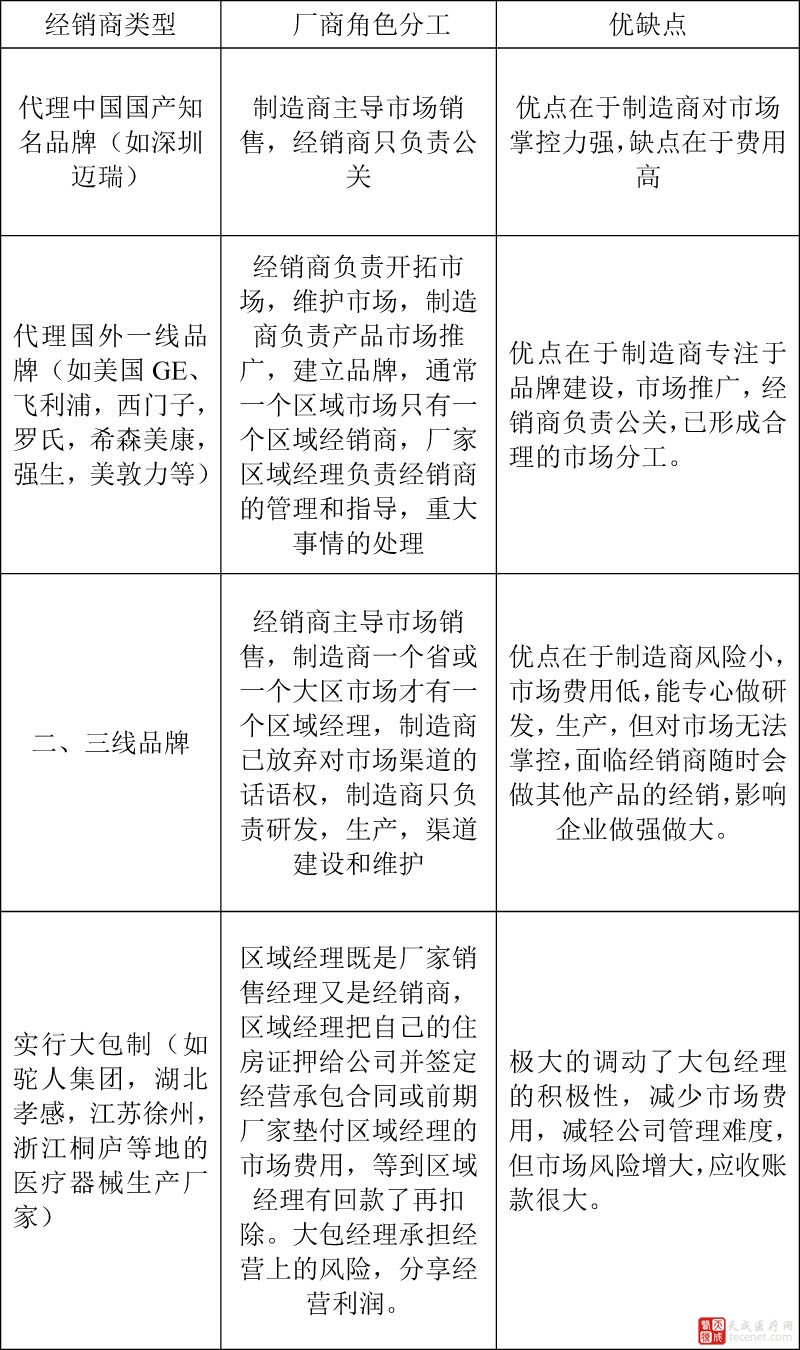 经销商类型
厂商角色分工
优缺点
代理中国国产知
名品牌（如深圳
迈瑞）
制造商主导市场销
售，经销商只负责公
关
优点在于制造商对市场
掌控力强，缺点在于费用
高
代理国外一线品
牌（如美国 GE、
飞利浦，西门子，
罗氏，希森美康，
强生，美敦力等）
经销商负责开拓市
场，维护市场，制造
商负责产品市场推
广，建立品牌，通常
一个区域市场只有一
个区域经销商，厂家
区域经理负责经销商
的管理和指导，重大
事情的处理
优点在于制造商专注于
品牌建设，市场推广，经
销商负责公关，已形成合
理的市场分工。
二、三线品牌
经销商主导市场销
售，制造商一个省或
一个大区市场才有一
个区域经理，制造商
已放弃对市场渠道的
话语权，制造商只负
责研发，生产，渠道
建设和维护
优点在于制造商风险小，
市场费用低，能专心做研
发，生产，但对市场无法
掌控，面临经销商随时会
做其他产品的经销，影响
企业做强做大。
实行大包制（如
驼人集团，湖北
孝感，江苏徐州，
浙江桐庐等地的
医疗器械生产厂
家）
区域经理既是厂家销
售经理又是经销商，
区域经理把自己的住
房证押给公司并签定
经营承包合同或前期
厂家垫付区域经理的
市场费用，等到区域
经理有回款了再扣
除。大包经理承担经
营上的风险，分享经
营利润。
极大的调动了大包经理
的积极性，减少市场费
用，减轻公司管理难度，
但市场风险增大，应收账
款很大。
天成医疗网
tecenet.com